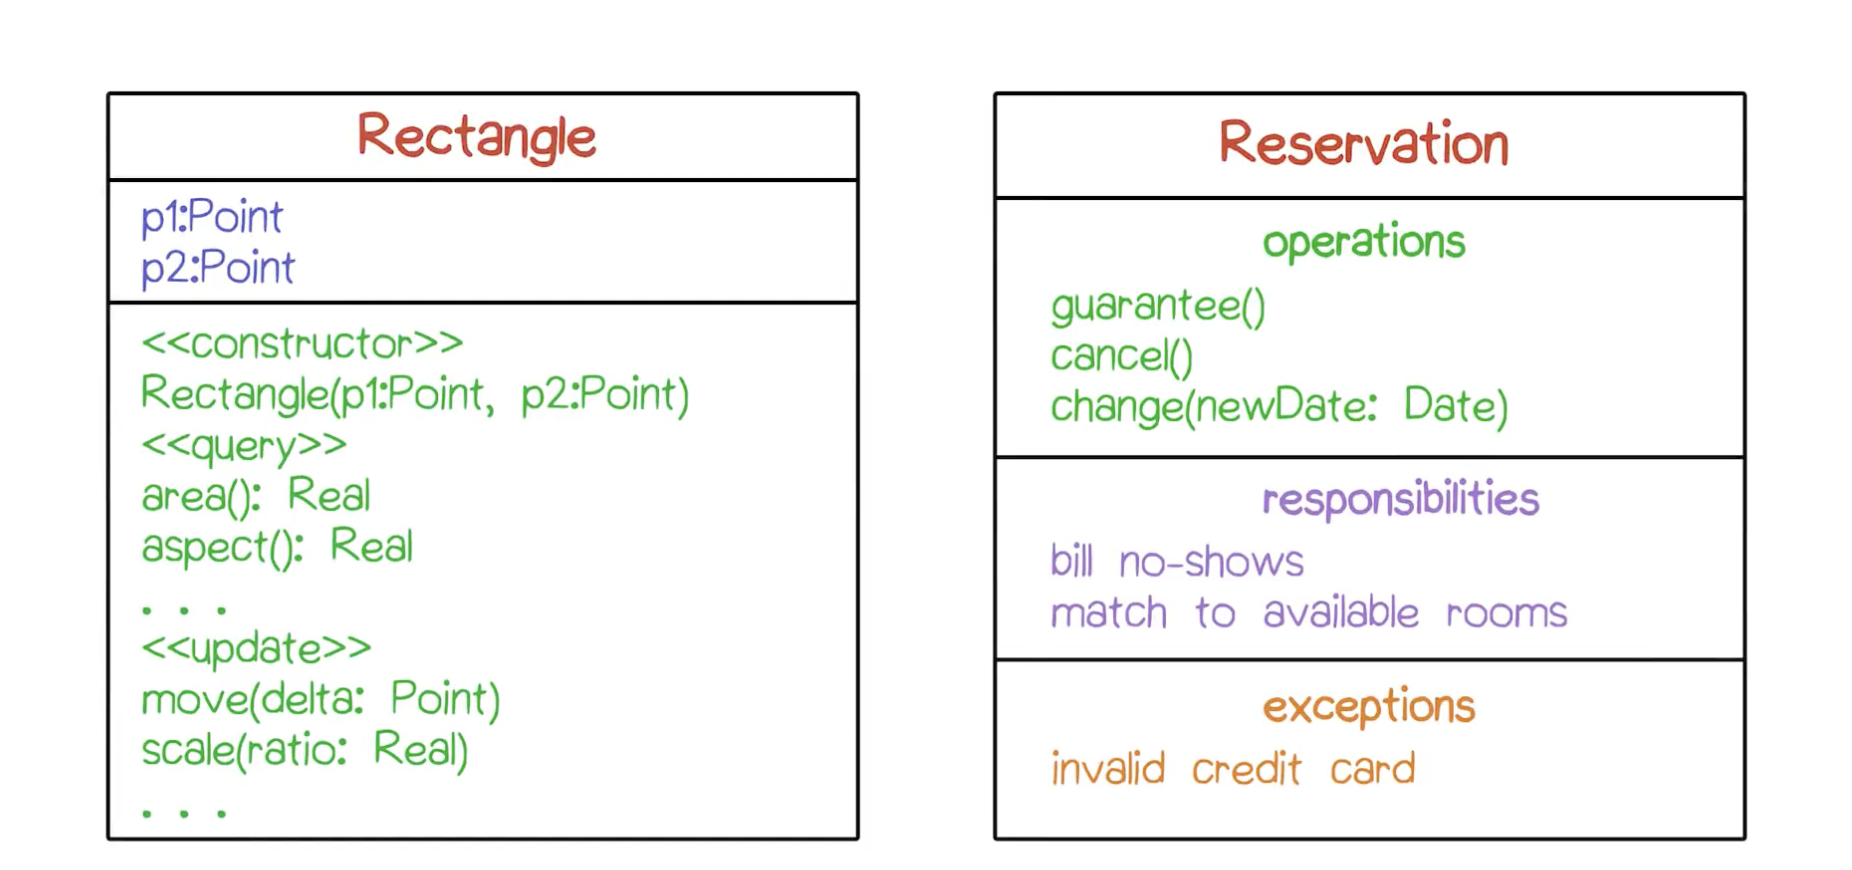 Rectangle
p1:Point
p2:Point
<<constructor>>
Rectangle(p1:Point, p2:Point)
<<query>>
area(): Real
aspect(): Real
. . .
<<update>>
move(delta: Point)
scale(ratio: Real)
. . .
Reservation
operations
guarantee()
cancel()
change(newDate: Date)
responsibilities
bill no-shows
match to available rooms
exceptions
invalid credit card